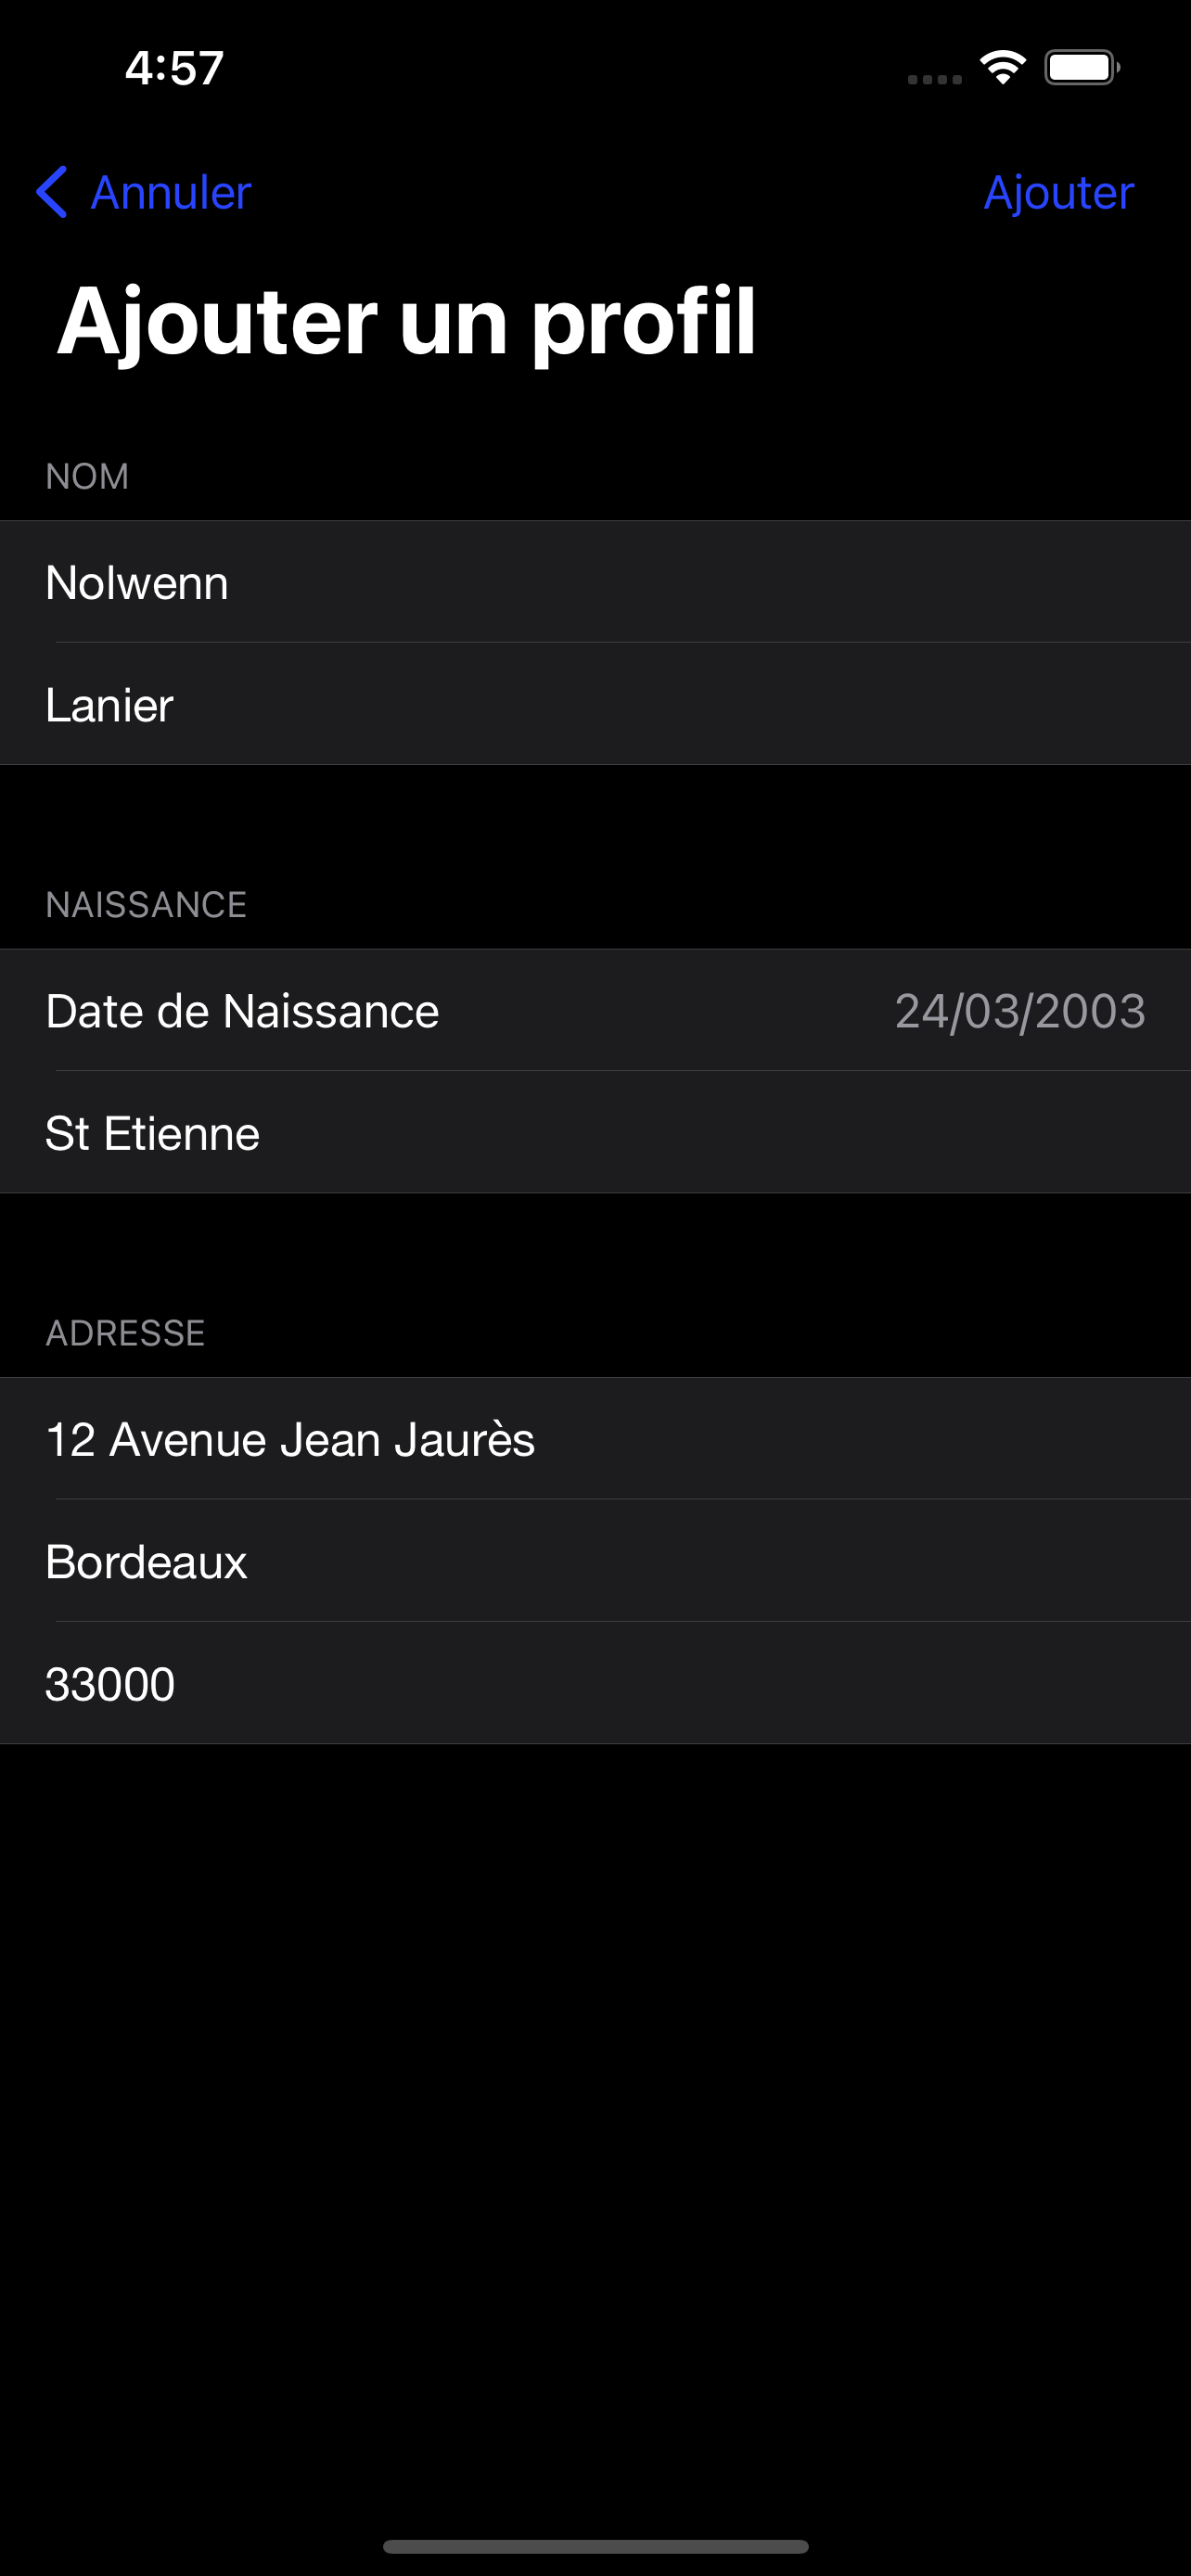 4:57
Annuler
Ajouter
Ajouter un profil
NOM
Nolwenn
Lanier
NAISSANCE
Date de Naissance 24/03/2003
St Etienne
ADRESSE
12 Avenue Jean Jaurès
Bordeaux
33000